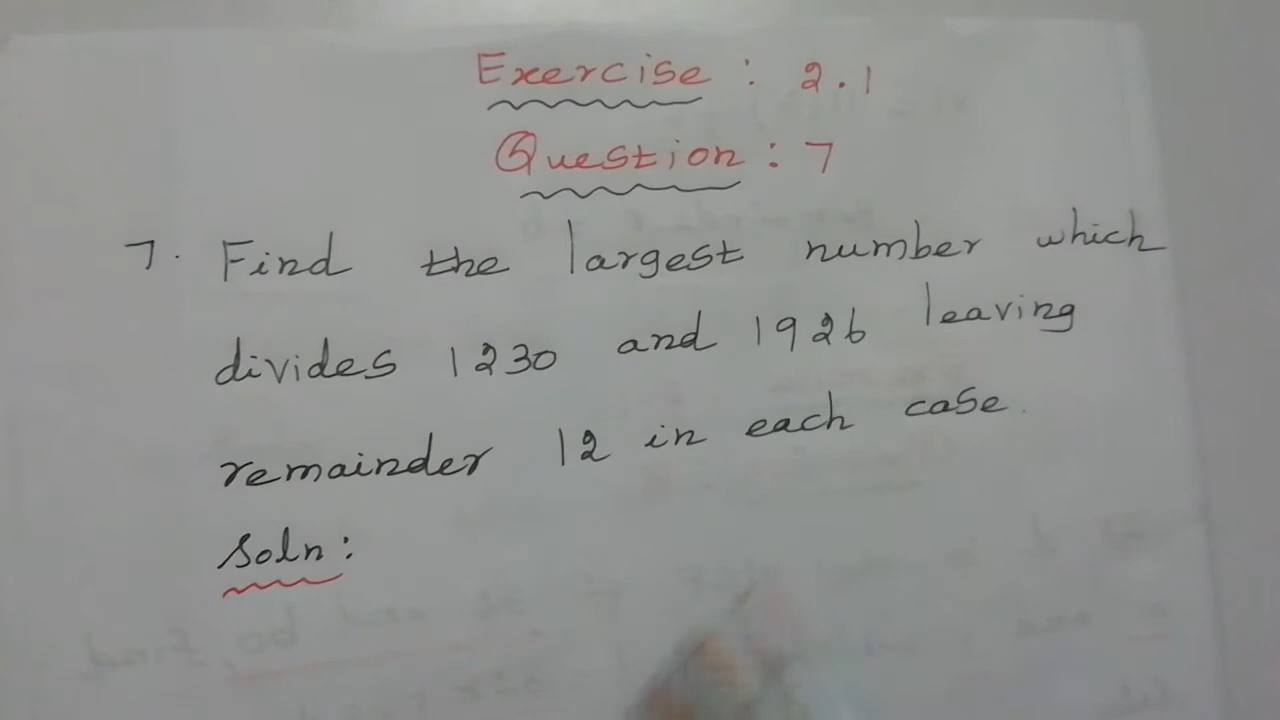 Exercise : 2.1
Question : 7
7. Find the largest number which
divides 1230 and 1926 leaving
remainder 12 in each case.
Soln: